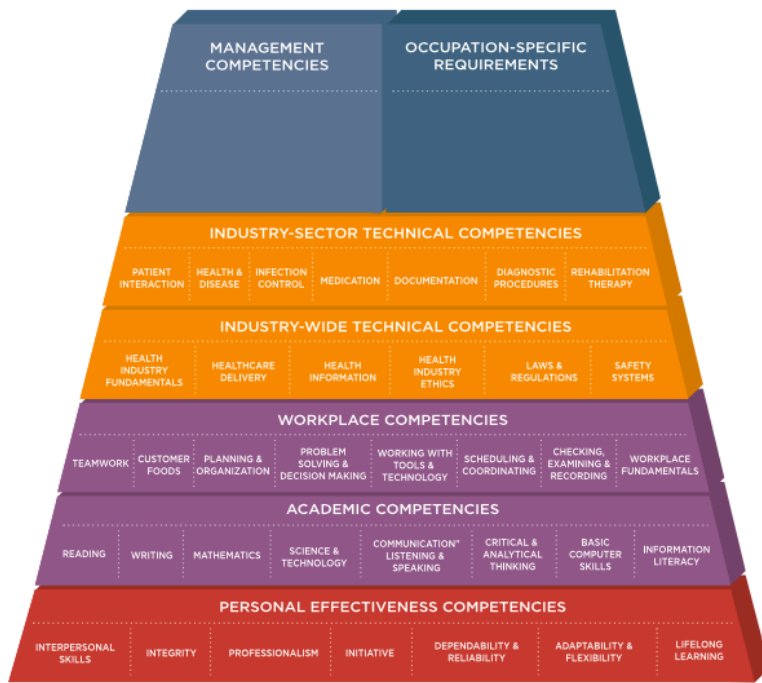 MANAGEMENT
COMPETENCIES
OCCUPATION-SPECIFIC
REQUIREMENTS
INDUSTRY-SECTOR TECHNICAL COMPETENCIES
PATIENT
INTERACTION
HEALTH &
DISEASE
INFECTION
CONTROL
MEDICATION
DOCUMENTATION
DIAGNOSTIC
PROCEDURES
REHABILITATION
THERAPY
INDUSTRY-WIDE TECHNICAL COMPETENCIES
HEALTH
INDUSTRY
FUNDAMENTALS
HEALTHCARE
DELIVERY
HEALTH
INFORMATION
HEALTH
INDUSTRY
ETHICS
LAWS &
REGULATIONS
SAFETY
SYSTEMS
WORKPLACE COMPETENCIES
TEAMWORK
CUSTOMER
FOODS
PLANNING &
ORGANIZATION
PROBLEM
SOLVING &
DECISION MAKING
WORKING WITH
TOOLS &
TECHNOLOGY
SCHEDULING &
COORDINATING
CHECKING,
EXAMINING &
RECORDING
WORKPLACE
FUNDAMENTALS
ACADEMIC COMPETENCIES
READING
WRITING
MATHEMATICS
SCIENCE &
TECHNOLOGY
COMMUNICATION"
LISTENING &
SPEAKING
CRITICAL &
ANALYTICAL
THINKING
BASIC
COMPUTER
SKILLS
INFORMATION
LITERACY
PERSONAL EFFECTIVENESS COMPETENCIES
INTERPERSONAL
SKILLS
INTEGRITY
PROFESSIONALISM
INITIATIVE
DEPENDABILITY &
RELIABILITY
ADAPTABILITY &
FLEXIBILITY
LIFELONG
LEARNING